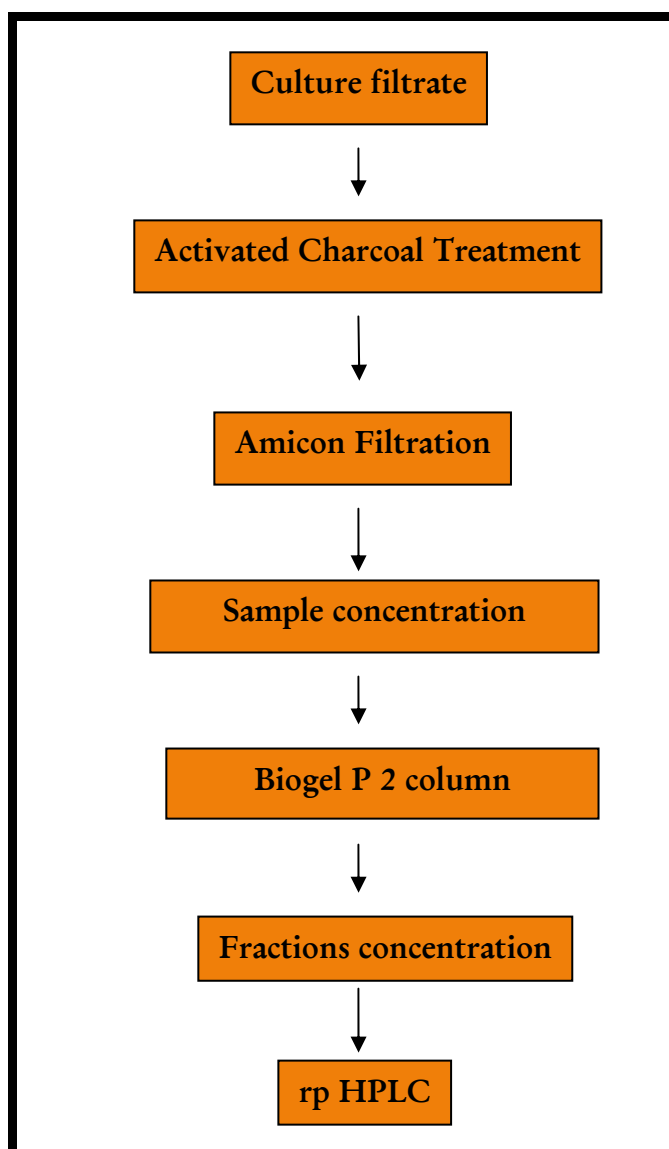 Culture filtrate
Activated Charcoal Treatment
Amicon Filtration
Sample concentration
Biogel P 2 column
Fractions concentration
rp HPLC